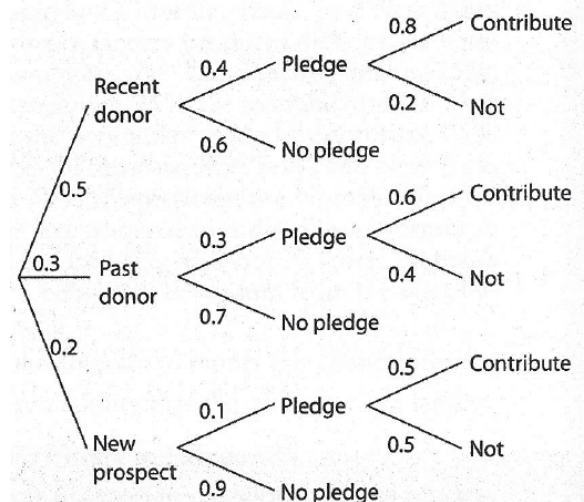 0.8
Contribute
0.4
Pledge
Recent
donor
0.2
Not
0.6
No pledge
0.5
0.6
Contribute
0.3
Pledge
0.3
Past
donor
0.4
Not
0.7
No pledge
0.2
0.5
Contribute
0.1
Pledge
0.5
Not
New
prospect
0.9
No pledge